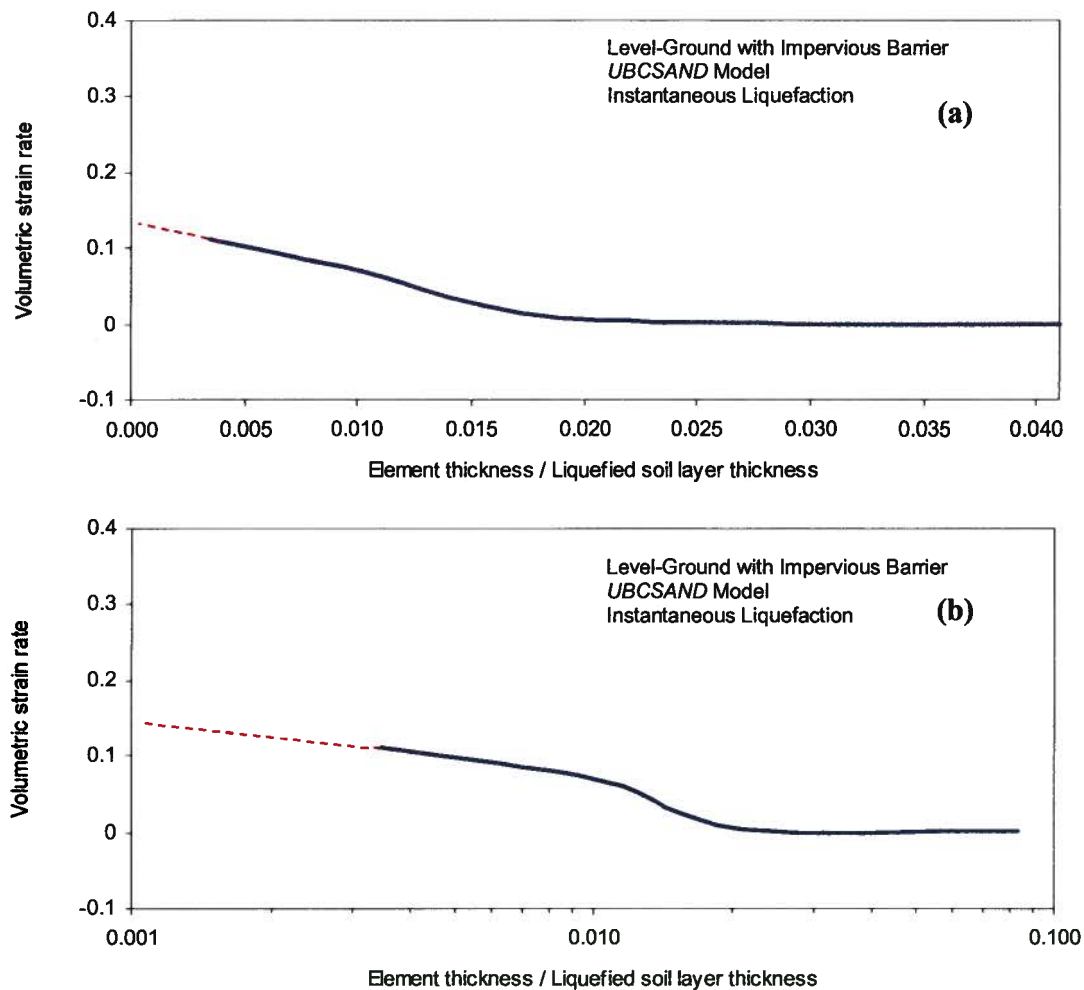 0.4
Level-Ground with Impervious Barrier
UBCSAND Model
Instantaneous Liquefaction
(a)
0.3
0.2
0.1
0
-0.1
Volumetric strain rate
0.000 0.005 0.010 0.015 0.020 0.025 0.030 0.035 0.040
Element thickness / Liquefied soil layer thickness
0.4
Level-Ground with Impervious Barrier
UBCSAND Model
Instantaneous Liquefaction
(b)
0.3
0.2
0.1
0
-0.1
Volumetric strain rate
0.001 0.010 0.100
Element thickness / Liquefied soil layer thickness